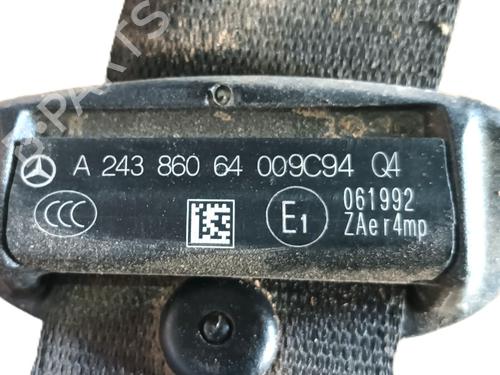 A 243 860 64 009C94 Q4
CCC
E1
061992
ZAer4mp
B-PARTS